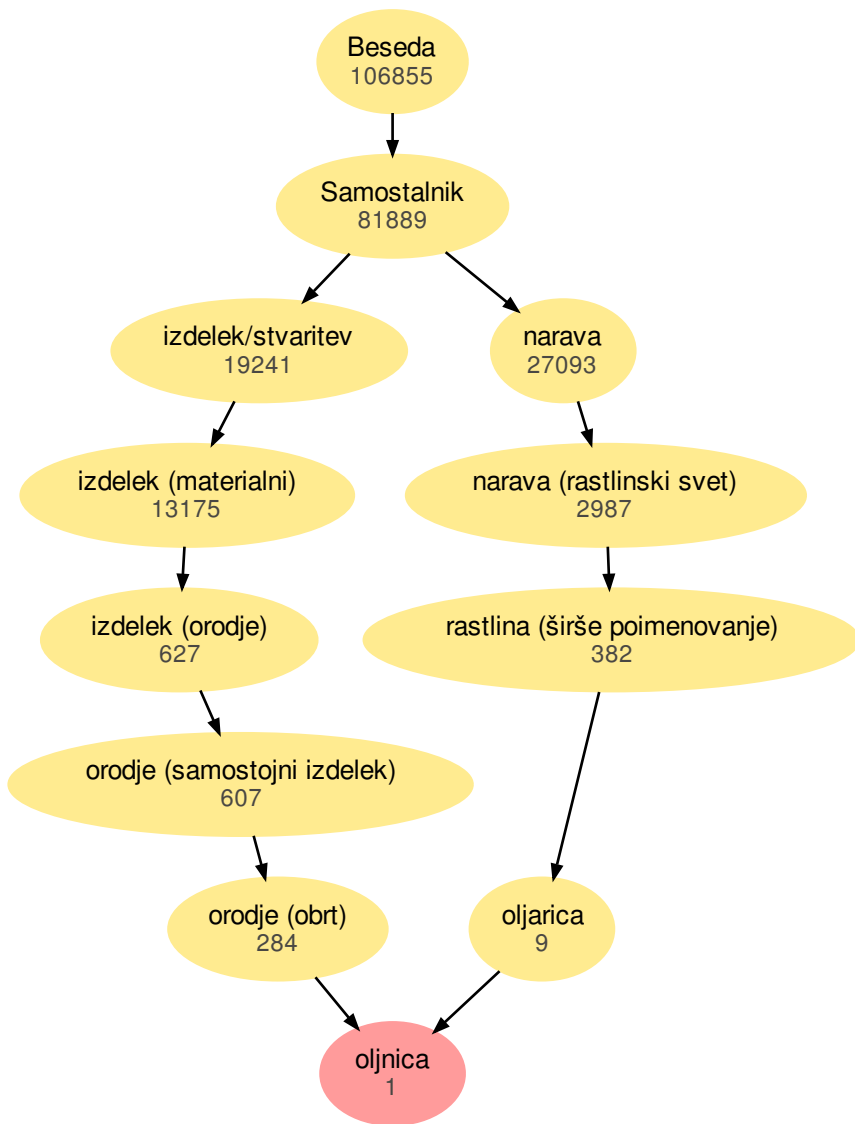 Beseda
106855
Samostalnik
81889
izdelek/stvaritev
19241
narava
27093
izdelek (materialni)
13175
narava (rastlinski svet)
2987
izdelek (orodje)
627
rastlina (širše poimenovanje)
382
orodje (samostojni izdelek)
607
orodje (obrt)
284
oljarica
9
oljnica
1